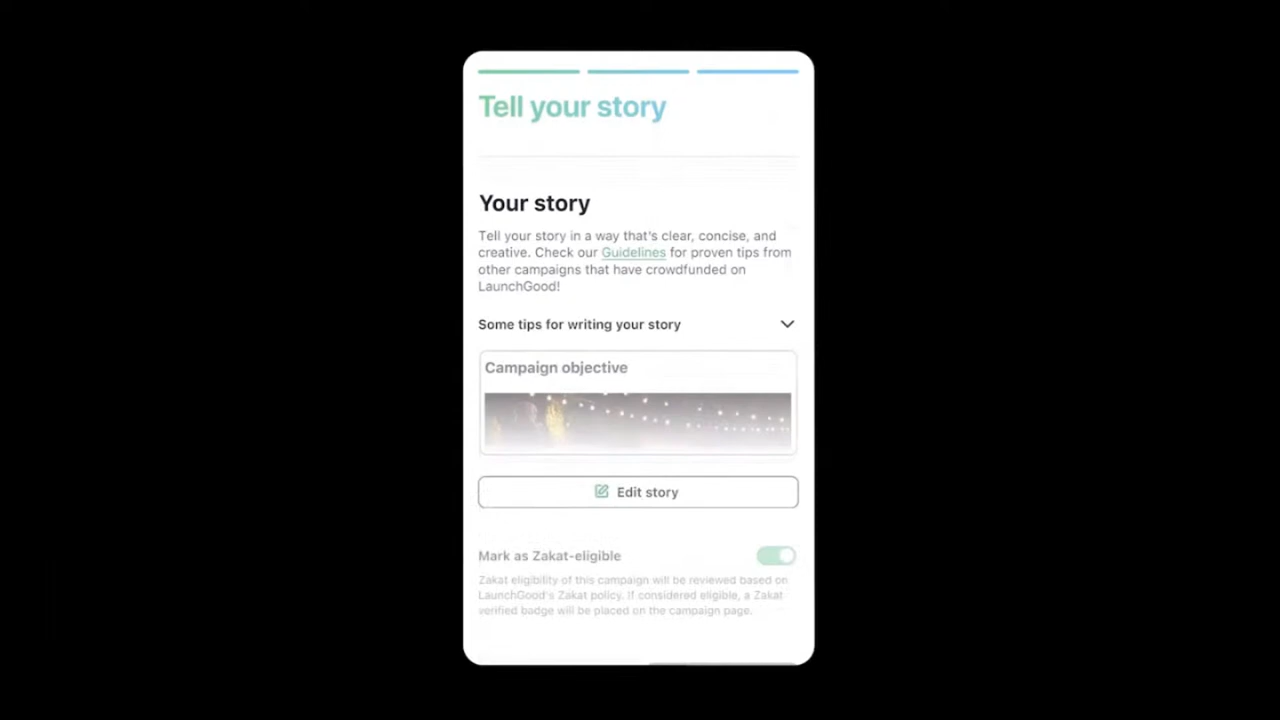 Tell your story
Your story
Tell your story in a way that's clear, concise, and
creative. Check our Guidelines for proven tips from
other campaigns that have crowdfunded on
LaunchGood!
Some tips for writing your story
Campaign objective
Edit story
Mark as Zakat-eligible
Zakat eligibility of this campaign will be reviewed based on
LaunchGood's Zakat policy. If considered eligible, a Zakat
verified badge will be placed on the campaign page.